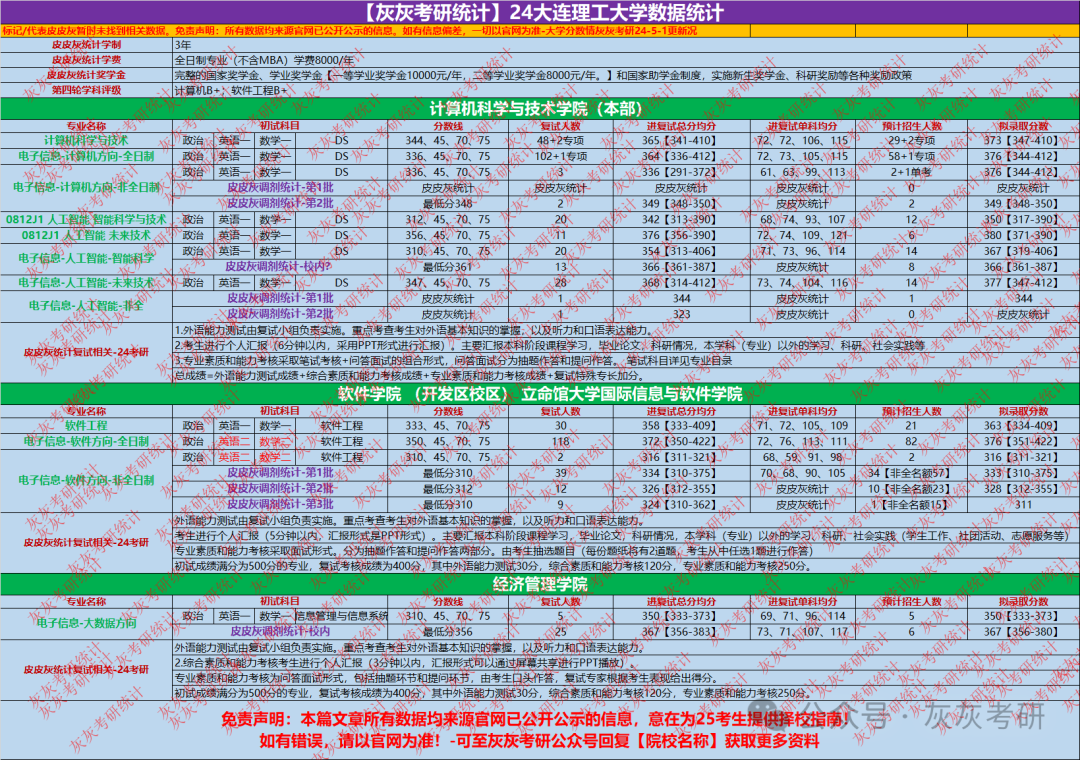 【灰灰考研统计】24大连理工大学数据统计
标记/代表皮皮灰暂时未找到相关数据。免责声明：所有数据均来源官网已公开公示的信息。如有信息偏差，一切以官网为准-大学分数情灰灰考研24-5-1更新况
皮皮灰统计学制 3年
皮皮灰统计学费 全日制专业（不含MBA）学费8000/年
皮皮灰统计奖学金 完整的国家奖学金、学业奖学金【一等学业奖学金10000元/年，二等学业奖学金8000元/年。】和国家助学金制度，实施新生奖学金、科研奖励等各种奖励政策
第四轮学科评级 计算机B+；软件工程B+
计算机科学与技术学院（本部）
专业名称 初试科目 分数线 复试人数 进复试总分均分 进复试单科均分 预计招生人数 拟录取分数
计算机科学与技术 政治 英语一 数学一 DS 344、45、70、75 48+2专项 365【341-410】 72、72、106、115 29+2专项 373【347-410】
电子信息-计算机方向-全日制 政治 英语一 数学一 DS 336、45、70、75 102+1专项 364【336-412】 72、73、105、115 58+1专项 376【344-412】
电子信息-计算机方向-非全日制 政治 英语一 数学一 DS 336、45、70、75 3 336【291-372】 61、63、99、113 2+1单考 376【344-412】
皮皮灰调剂统计-第1批 皮皮灰统计 皮皮灰统计 皮皮灰统计 皮皮灰统计 0 皮皮灰统计
皮皮灰调剂统计-第2批 最低分348 2 349【348-350】 皮皮灰统计 2 349【348-350】
0812J1 人工智能 智能科学与技术 政治 英语一 数学一 DS 312、45、70、75 20 342【313-390】 68、74、93、107 12 350【317-390】
0812J1 人工智能 未来技术 政治 英语一 数学一 DS 356、45、70、75 11 376【356-390】 72、74、109、121 6 380【371-390】
电子信息-人工智能-智能科学 政治 英语一 数学一 DS 310、45、70、75 20 354【313-406】 71、73、96、114 14 367【319-406】
皮皮灰调剂统计-校内? 最低分361 13 366【361-387】 皮皮灰统计 8 366【361-387】
电子信息-人工智能-未来技术 政治 英语一 数学一 DS 347、45、70、75 28 368【314-412】 73、74、104、116 14 377【347-412】
电子信息-人工智能-非全 皮皮灰调剂统计-第1批 皮皮灰统计 1 344 皮皮灰统计 1 344
皮皮灰调剂统计-第2批 皮皮灰统计 1 323 皮皮灰统计 0 皮皮灰统计
皮皮灰统计复试相关-24考研
1.外语能力测试由复试小组负责实施。重点考查考生对外语基本知识的掌握，以及听力和口语表达能力。
2.考生进行个人汇报（6分钟以内，采用PPT形式进行汇报）。主要汇报本科阶段课程学习，毕业论文，科研情况，本学科（专业）以外的学习、科研、社会实践等
3.专业素质和能力考核采取笔试考核+问答面试的组合形式，问答面试分为抽题作答和提问作答。 笔试科目详见专业目录
总成绩=外语能力测试成绩+综合素质和能力考核成绩+专业素质和能力考核成绩+复试特殊专长加分。
软件学院 （开发区校区） 立命馆大学国际信息与软件学院
专业名称 初试科目 分数线 复试人数 进复试总分均分 进复试单科均分 预计招生人数 拟录取分数
软件工程 政治 英语一 数学一 软件工程 333、45、70、75 30 358【333-409】 71、72、105、109 21 363【334-409】
电子信息-软件方向-全日制 政治 英语二 数学二 软件工程 350、45、70、75 118 372【350-422】 72、76、113、111 82 376【351-422】
电子信息-软件方向-非全日制 政治 英语二 数学二 软件工程 310、45、70、75 2 316【311-321】 68、59、91、98 2 316【311-321】
皮皮灰调剂统计-第1批 最低分310 39 334【310-375】 70、68、90、105 34【非全名额57】 333【310-375】
皮皮灰调剂统计-第2批 最低分312 12 326【312-355】 皮皮灰统计 10【非全名额23】 328【312-355】
皮皮灰调剂统计-第3批 最低分310 9 324【310-362】 皮皮灰统计 1【非全名额15】 311
皮皮灰统计复试相关-24考研
外语能力测试由复试小组负责实施。重点考查考生对外语基本知识的掌握，以及听力和口语表达能力。
考生进行个人汇报（5分钟以内，汇报形式是PPT形式）。主要汇报本科阶段课程学习，毕业论文，科研情况，本学科（专业）以外的学习、科研、社会实践（学生工作、社团活动、志愿服务等）
专业素质和能力考核采取面试形式。分为抽题作答和提问作答两部分。由考生抽选题目（每份题纸将有2道题，考生从中任选1题进行作答）
初试成绩满分为500分的专业，复试考核成绩为400分，其中外语能力测试30分，综合素质和能力考核120分，专业素质和能力考核250分。
经济管理学院
专业名称 初试科目 分数线 复试人数 进复试总分均分 进复试单科均分 预计招生人数 拟录取分数
电子信息-大数据方向 政治 英语一 数学一 信息管理与信息系统 310、45、70、75 5 350【333-373】 69、71、96、114 5 350【333-373】
皮皮灰调剂统计-校内 最低分356 25 367【356-383】 73、71、107、117 6 367【356-380】
皮皮灰统计复试相关-24考研
外语能力测试由复试小组负责实施。重点考查考生对外语基本知识的掌握，以及听力和口语表达能力。
2.综合素质和能力考核考生进行个人汇报（3分钟以内，汇报形式可以通过屏幕共享进行PPT播放）。
专业素质和能力考核为问答面试形式，包括抽题环节和提问环节，由考生口头作答，复试专家根据考生表现给出得分。
初试成绩满分为500分的专业，复试考核成绩为400分，其中外语能力测试30分，综合素质和能力考核120分，专业素质和能力考核250分。
免责声明：本篇文章所有数据均来源官网已公开公示的信息，意在为25考生提供择校指南！
如有错误，请以官网为准！-可至灰灰考研公众号回复【院校名称】获取更多资料
公众号 · 灰灰考研
灰灰考研统计